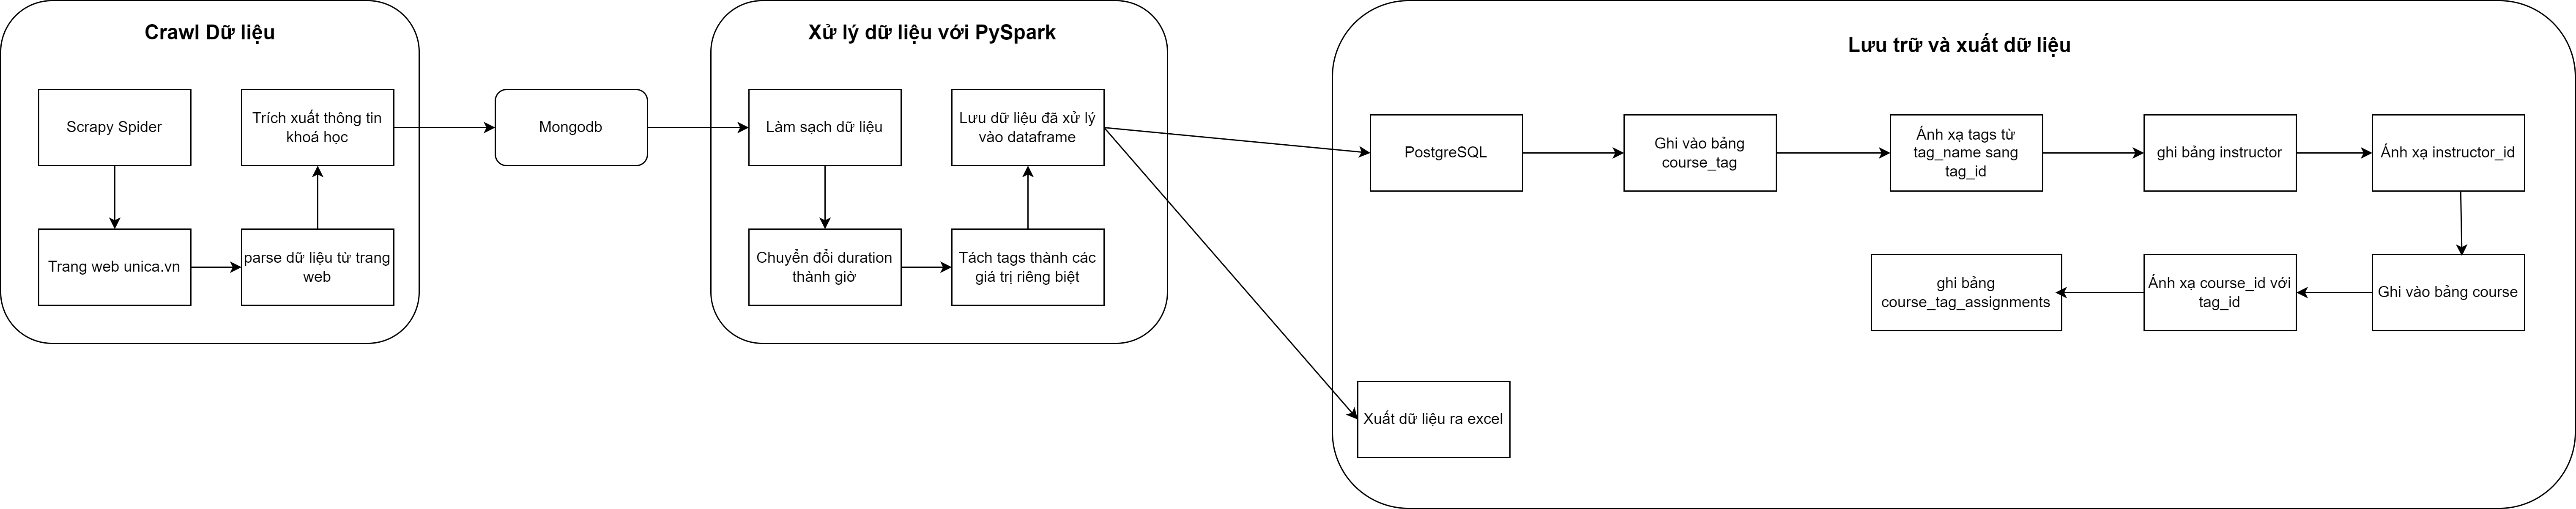 Crawl Dữ liệu
Scrapy Spider
Trích xuất thông tin
khoá học
Trang web unica.vn
parse dữ liệu từ trang
web
Mongodb
Xử lý dữ liệu với PySpark
Làm sạch dữ liệu
Lưu dữ liệu đã xử lý
vào dataframe
Chuyển đổi duration
thành giờ
Tách tags thành các
giá trị riêng biệt
Lưu trữ và xuất dữ liệu
PostgreSQL
Ghi vào bảng
course_tag
Ánh xạ tags từ
tag_name sang
tag_id
ghi bảng instructor
Ánh xạ instructor_id
ghi bảng
course_tag_assignments
Ánh xạ course_id với
tag_id
Ghi vào bảng course
Xuất dữ liệu ra excel